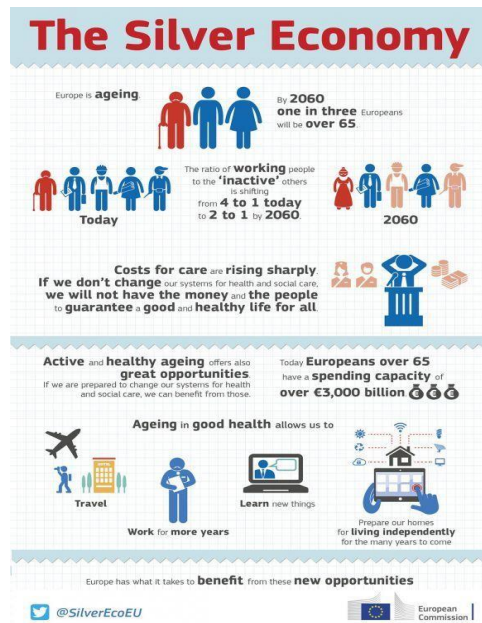 The Silver Economy
Europe is ageing.
By 2060
one in three Europeans
will be over 65.
The ratio of working people
to the 'inactive' others
is shifting
from 4 to 1 today
to 2 to 1 by 2060.
Today
2060
Costs for care are rising sharply.
If we don't change our systems for health and social care,
we will not have the money and the people
to guarantee a good and healthy life for all.
Active and healthy ageing offers also
great opportunities.
If we are prepared to change our systems for health
and social care, we can benefit from those.
Today Europeans over 65
have a spending capacity of
over €3,000 billion
€ € €
Ageing in good health allows us to
Travel
Work for more years
Learn new things
Prepare our homes
for living independently
for the many years to come
Europe has what it takes to benefit from these new opportunities
@SilverEcoEU
European
Commission